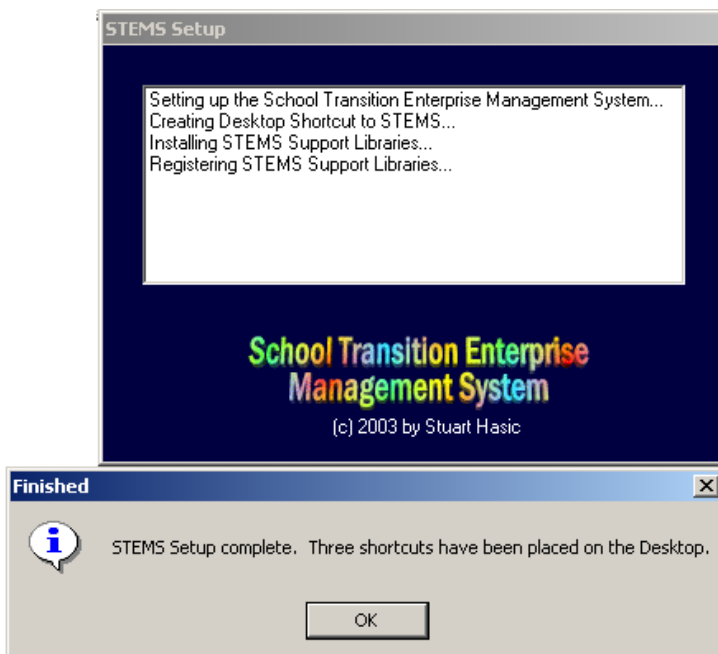 STEMS Setup
Setting up the School Transition Enterprise Management System...
Creating Desktop Shortcut to STEMS...
Installing STEMS Support Libraries...
Registering STEMS Support Libraries...
School Transition Enterprise
Management System
(c) 2003 by Stuart Hasic
Finished
STEMS Setup complete.  Three shortcuts have been placed on the Desktop.
OK